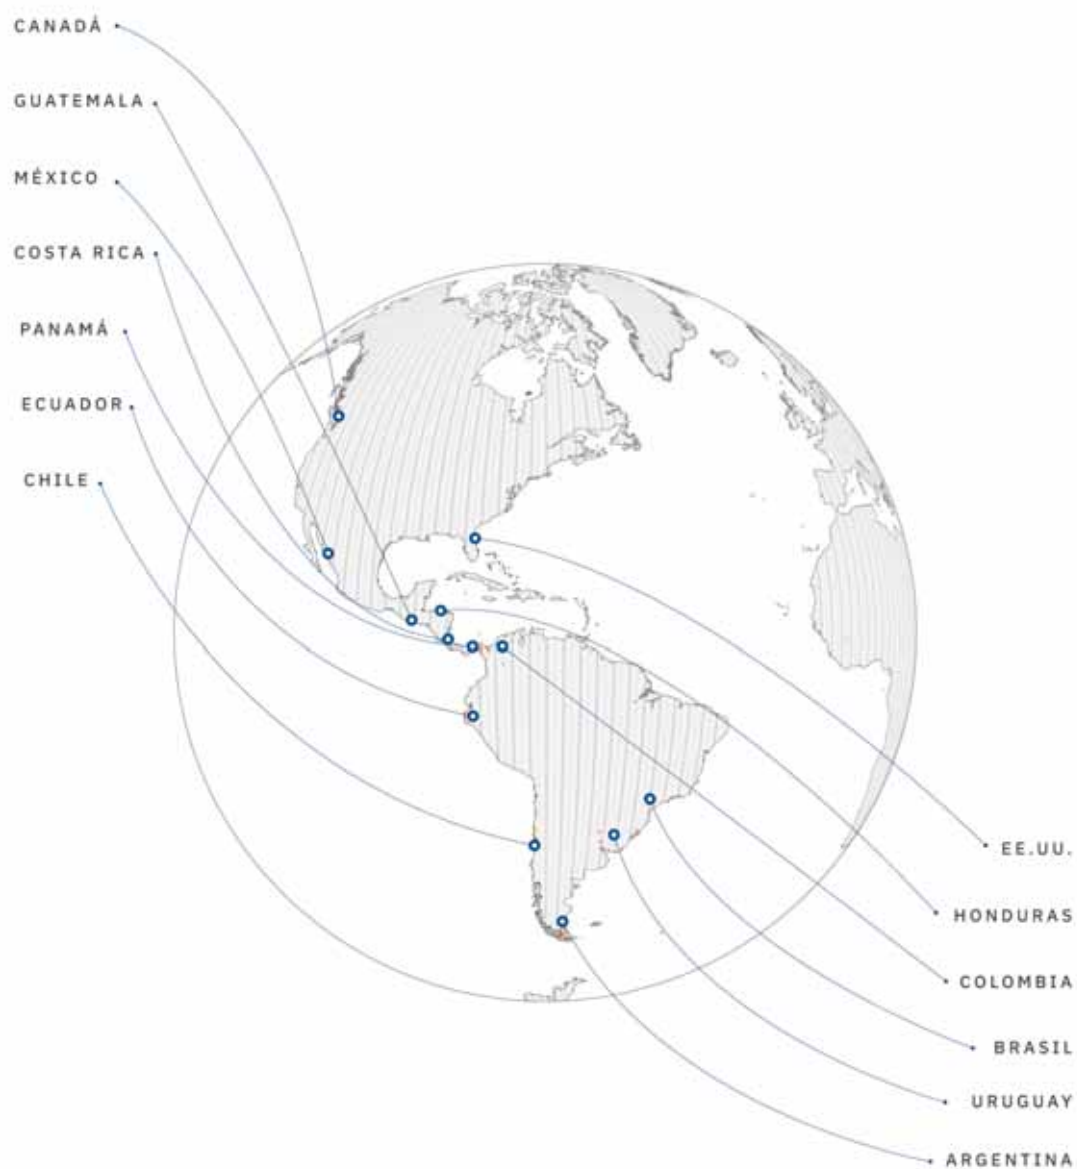 CANADÁ
GUATEMALA
MÉXICO
COSTA RICA
PANAMÁ
ECUADOR
CHILE
EE.UU.
HONDURAS
COLOMBIA
BRASIL
URUGUAY
ARGENTINA